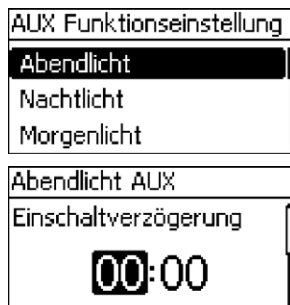 AUX Funktionseinstellung
Abendlicht
Nachtlicht
Morgenlicht
Abendlicht AUX
Einschaltverzögerung
00:00